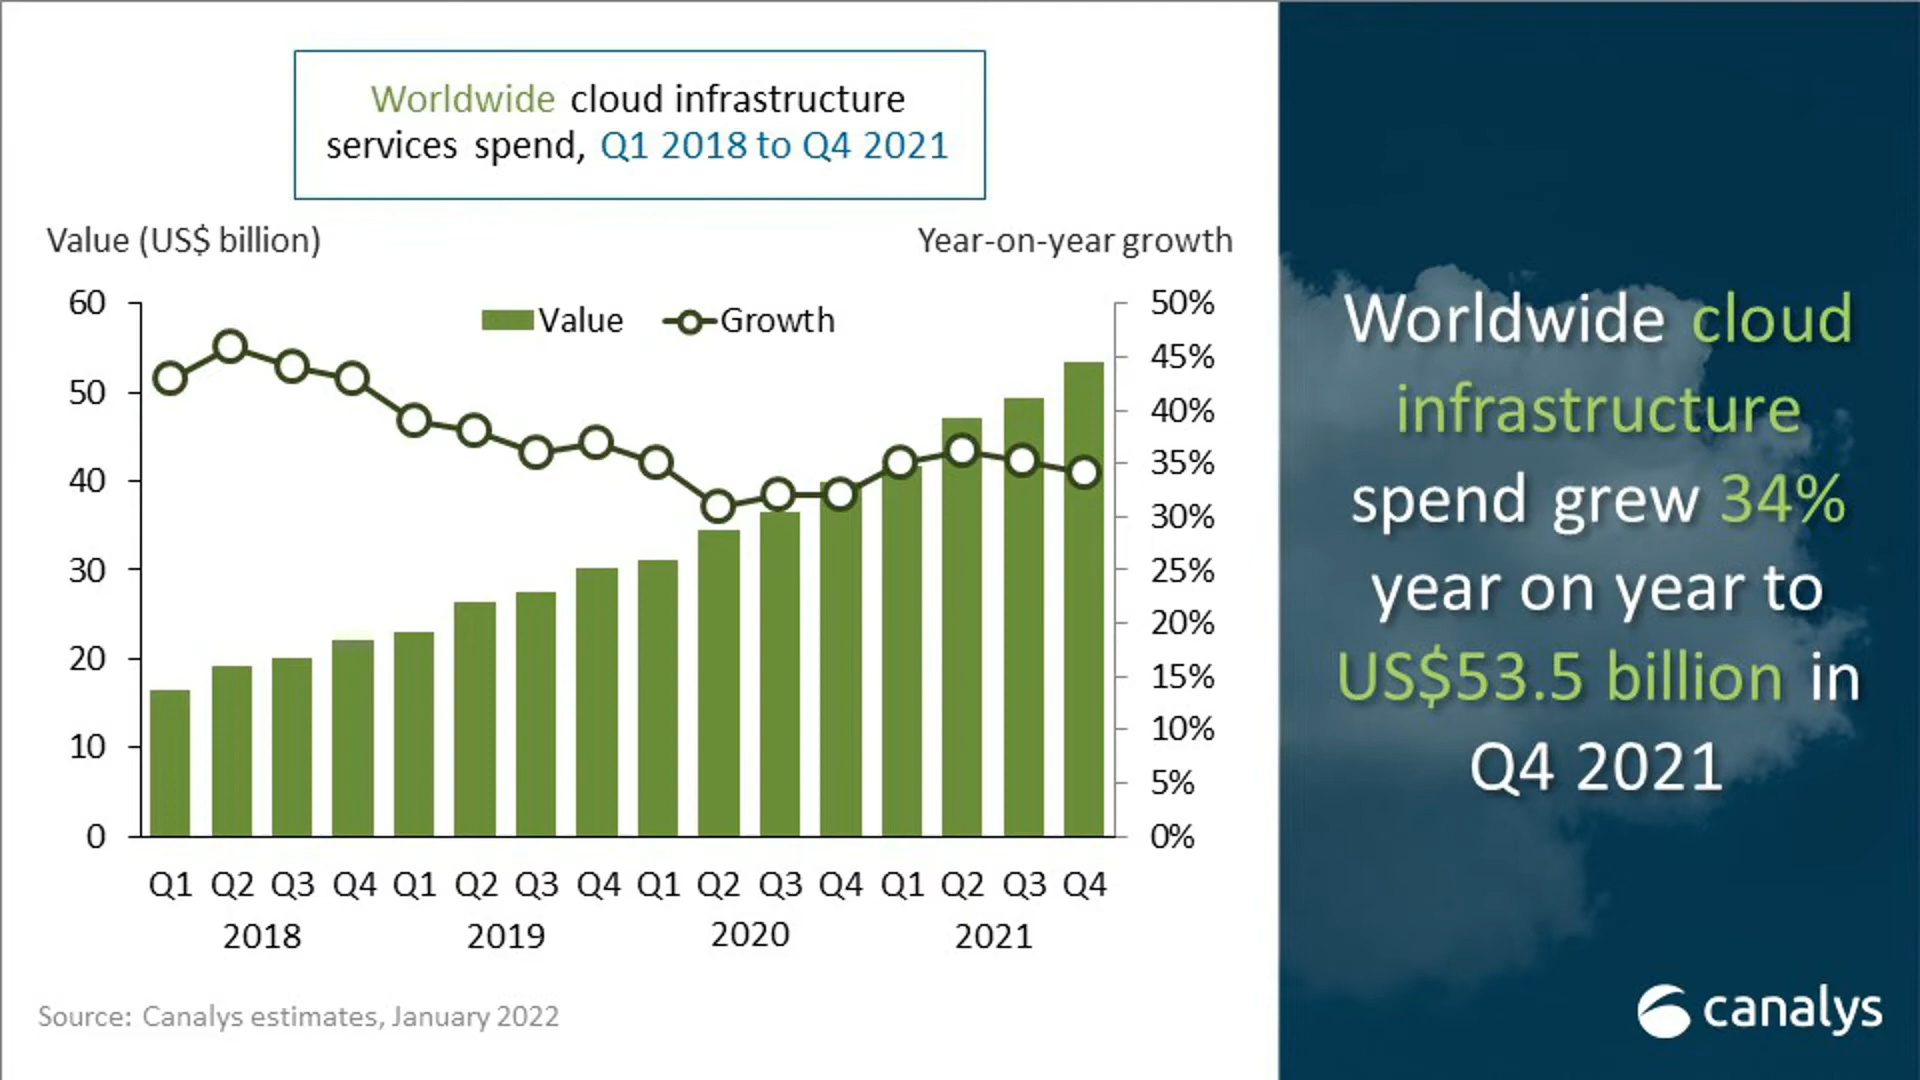 Worldwide cloud infrastructure
services spend, Q1 2018 to Q4 2021
Value (US$ billion)
Year-on-year growth
Value
Growth
60
50
40
30
20
10
0
50%
45%
40%
35%
30%
25%
20%
15%
10%
5%
0%
Q1 Q2 Q3 Q4 Q1 Q2 Q3 Q4 Q1 Q2 Q3 Q4 Q1 Q2 Q3 Q4
2018 2019 2020 2021
Source: Canalys estimates, January 2022
Worldwide cloud
infrastructure
spend grew 34%
year on year to
US$53.5 billion in
Q4 2021
canalys